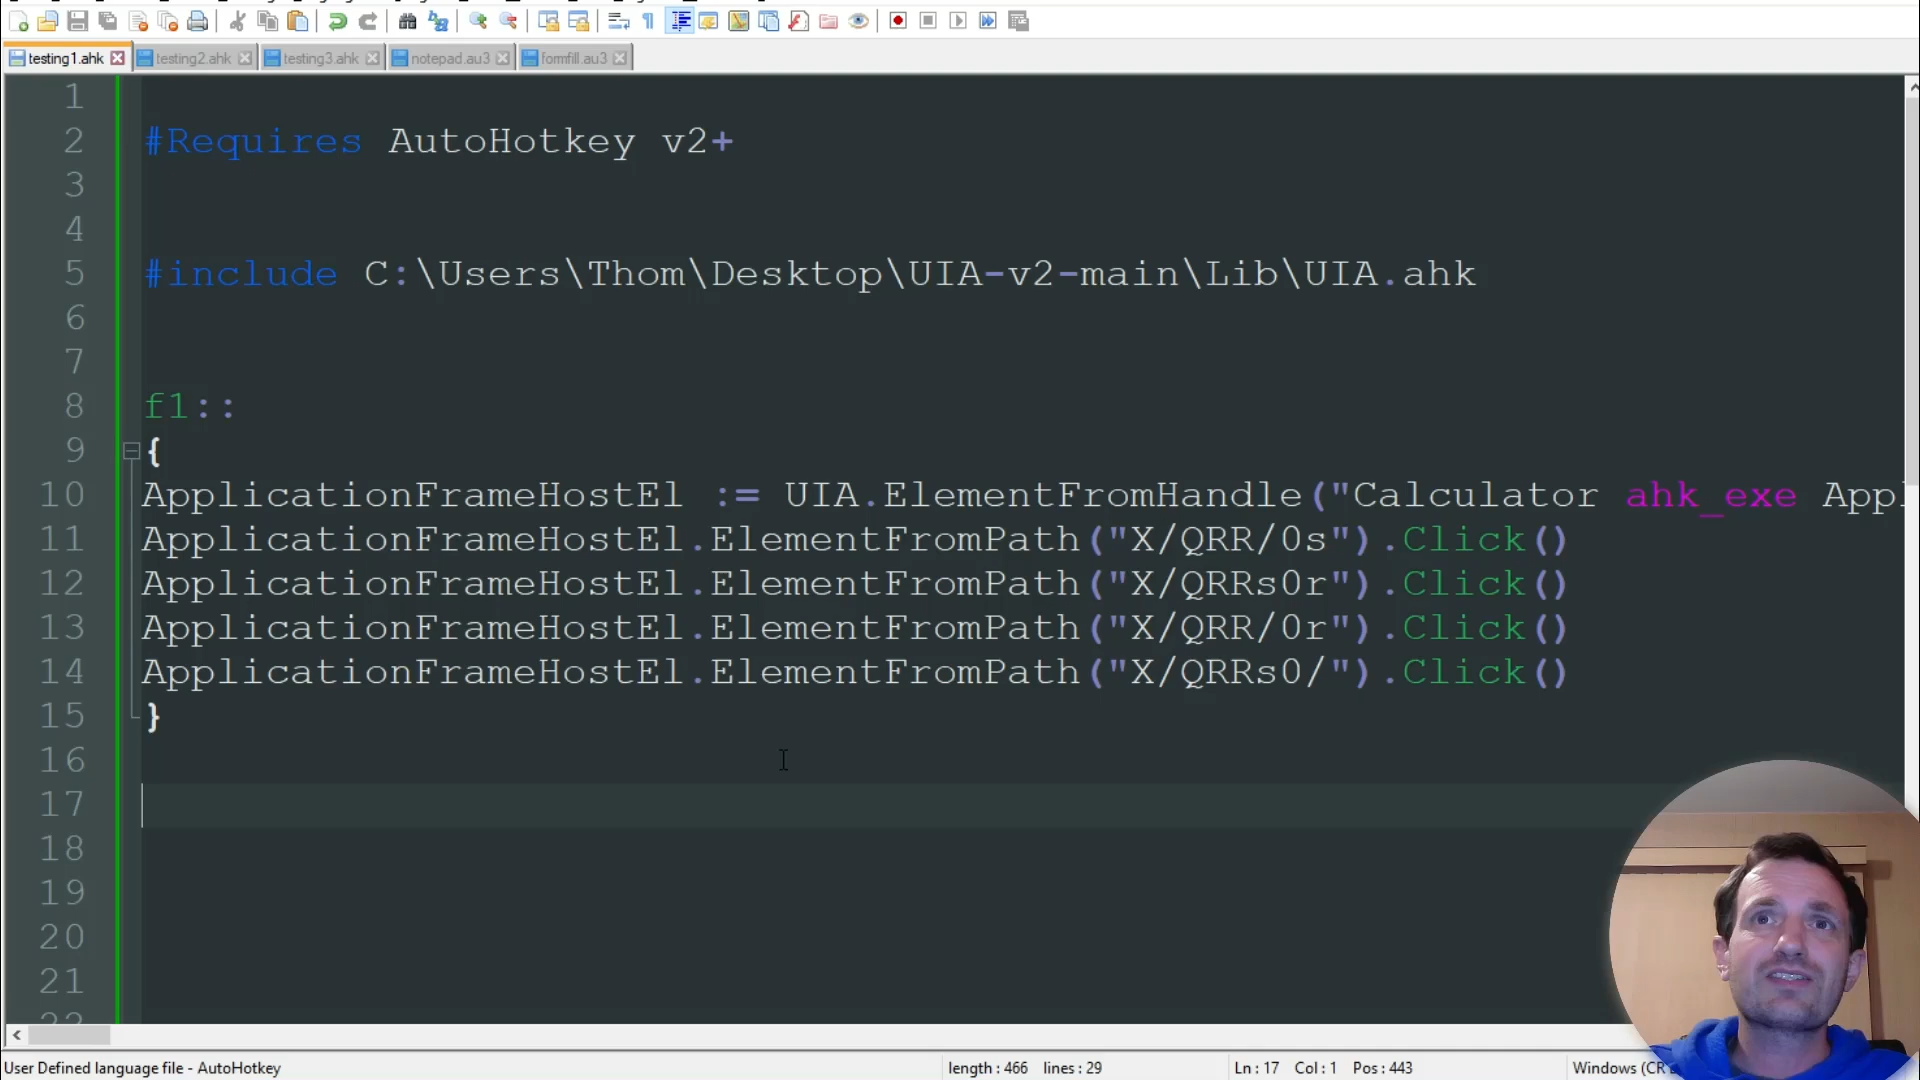 testing1.ahk testing2.ahk testing3.ahk notepad.au3 formfill.au3
1
2 #Requires AutoHotkey v2+
3
4
5 #include C:\Users\Thom\Desktop\UIA-v2-main\Lib\UIA.ahk
6
7
8 f1::
9 {
10 ApplicationFrameHostEl := UIA.ElementFromHandle("Calculator ahk_exe Appl
11 ApplicationFrameHostEl.ElementFromPath("X/QRR/0s").Click()
12 ApplicationFrameHostEl.ElementFromPath("X/QRRs0r").Click()
13 ApplicationFrameHostEl.ElementFromPath("X/QRR/0r").Click()
14 ApplicationFrameHostEl.ElementFromPath("X/QRRs0/").Click()
15 }
16
17
18
19
20
21
22
User Defined language file - AutoHotkey length : 466 lines : 29 Ln : 17 Col : 1 Pos : 443 Windows (CR